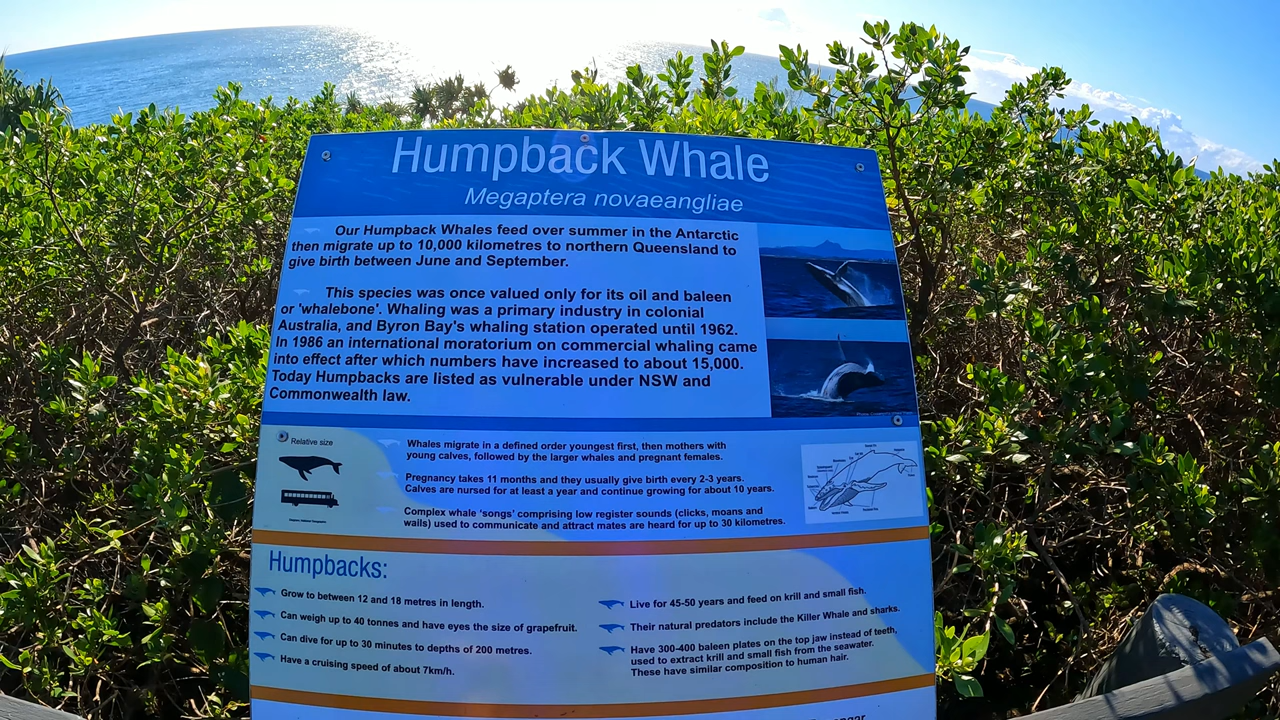 Humpback Whale
Megaptera novaeangliae
Our Humpback Whales feed over summer in the Antarctic
then migrate up to 10,000 kilometres to northern Queensland to
give birth between June and September.
This species was once valued only for its oil and baleen
or 'whalebone'. Whaling was a primary industry in colonial
Australia, and Byron Bay's whaling station operated until 1962.
In 1986 an international moratorium on commercial whaling came
into effect after which numbers have increased to about 15,000.
Today Humpbacks are listed as vulnerable under NSW and
Commonwealth law.
Relative size
Whales migrate in a defined order youngest first, then mothers with
young calves, followed by the larger whales and pregnant females.
Pregnancy takes 11 months and they usually give birth every 2-3 years.
Calves are nursed for at least a year and continue growing for about 10 years.
Complex whale 'songs' comprising low register sounds (clicks, moans and
wails) used to communicate and attract mates are heard for up to 30 kilometres.
Humpbacks:
Grow to between 12 and 18 metres in length.
Can weigh up to 40 tonnes and have eyes the size of grapefruit.
Can dive for up to 30 minutes to depths of 200 metres.
Have a cruising speed of about 7km/h.
Live for 45-50 years and feed on krill and small fish.
Their natural predators include the Killer Whale and sharks.
Have 300-400 baleen plates on the top jaw instead of teeth,
used to extract krill and small fish from the seawater.
These have similar composition to human hair.